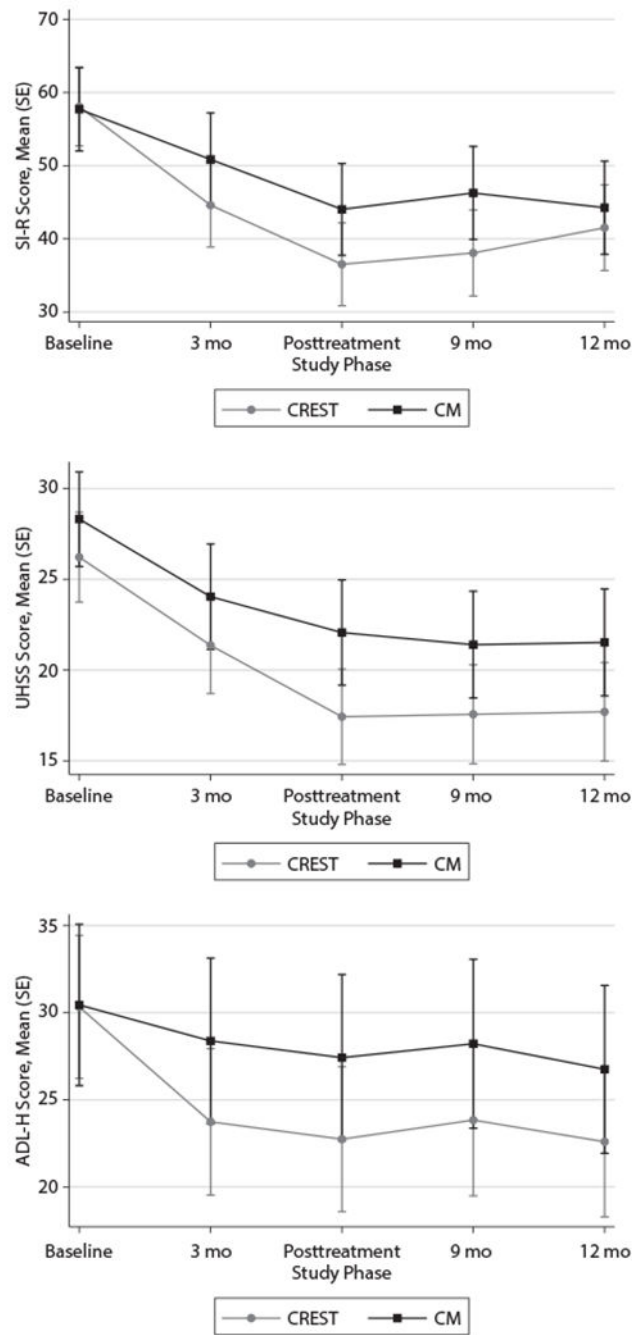 SI-R Score, Mean (SE)
70
60
50
40
30
Baseline 3 mo Posttreatment 9 mo 12 mo
Study Phase
CREST CM
UHSS Score, Mean (SE)
30
25
20
15
Baseline 3 mo Posttreatment 9 mo 12 mo
Study Phase
CREST CM
ADL-H Score, Mean (SE)
35
30
25
20
Baseline 3 mo Posttreatment 9 mo 12 mo
Study Phase
CREST CM